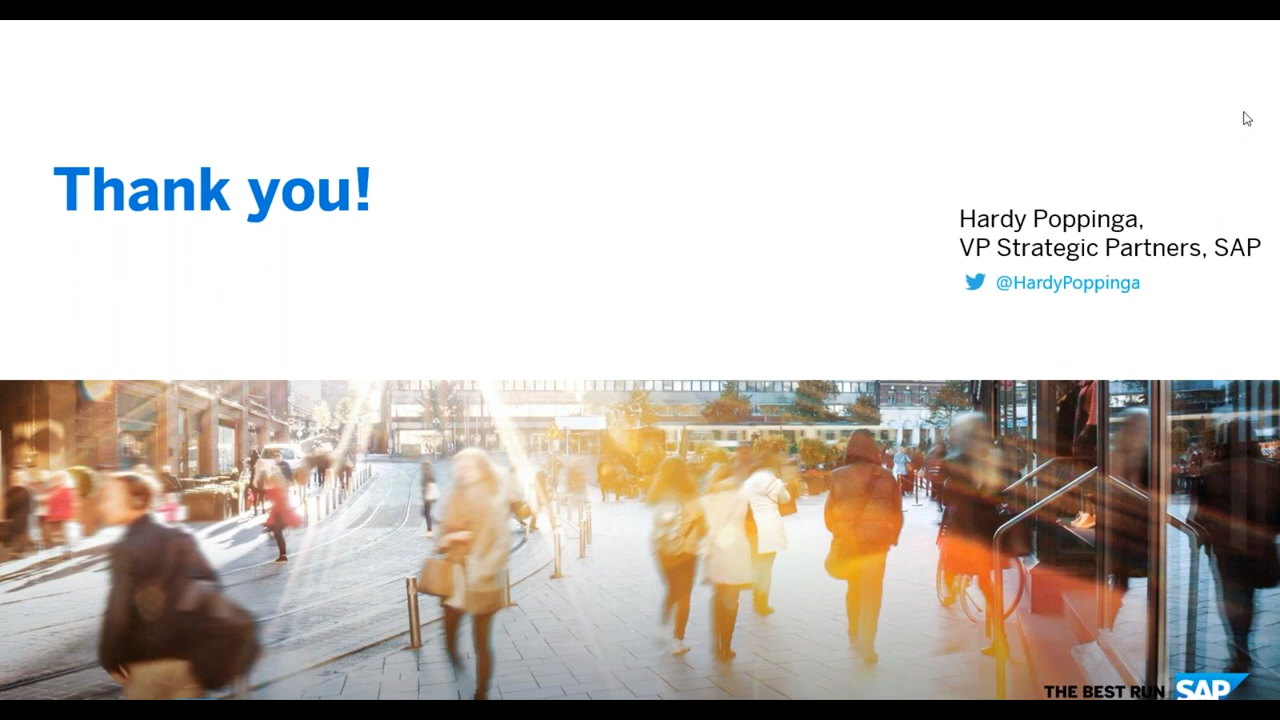 Thank you!
Hardy Poppinga,
VP Strategic Partners, SAP
@HardyPoppinga
THE BEST RUN SAP